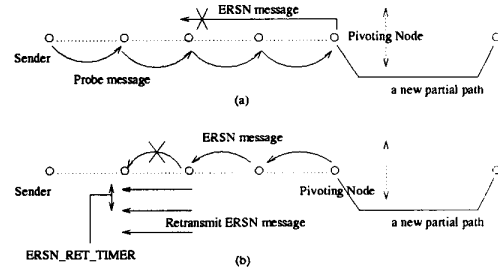 ERSN message
Pivoting Node
Sender
Probe message
a new partial path
(a)
ERSN message
Sender
Pivoting Node
Retransmit ERSN message
a new partial path
ERSN_RET_TIMER
(b)